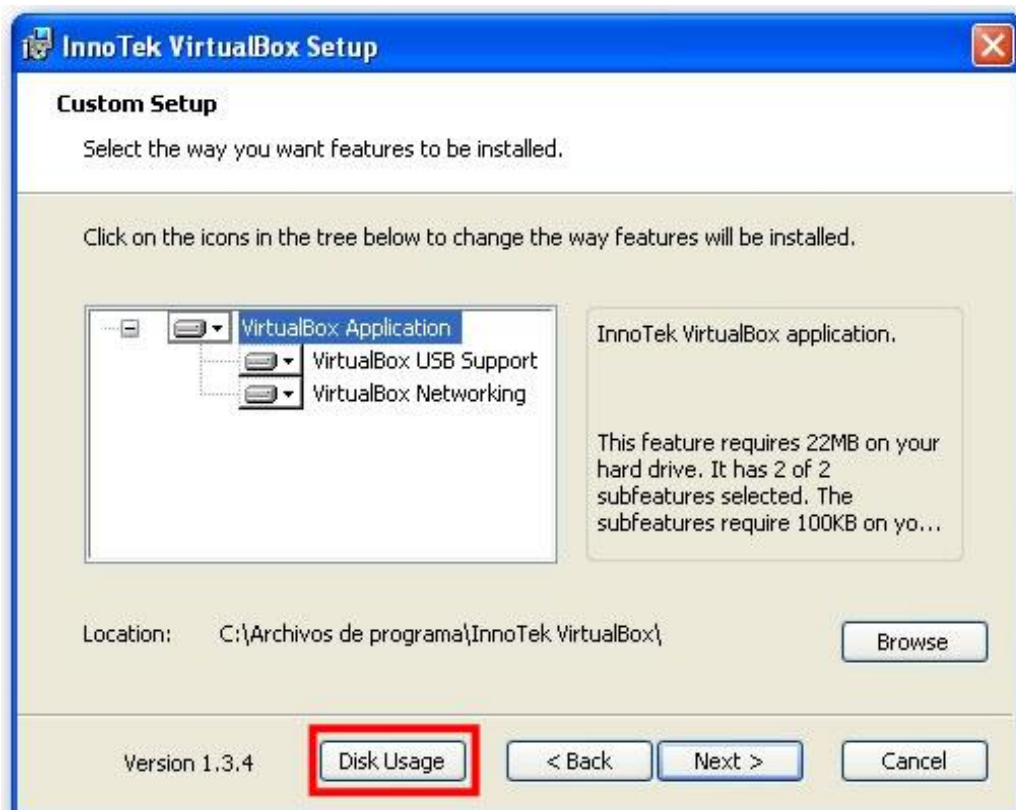 InnoTek VirtualBox Setup
Custom Setup
Select the way you want features to be installed.
Click on the icons in the tree below to change the way features will be installed.
VirtualBox Application
VirtualBox USB Support
VirtualBox Networking
InnoTek VirtualBox application.
This feature requires 22MB on your
hard drive. It has 2 of 2
subfeatures selected. The
subfeatures require 100KB on yo...
Location: C:\Archivos de programa\InnoTek VirtualBox\
Browse
Version 1.3.4 Disk Usage < Back Next > Cancel